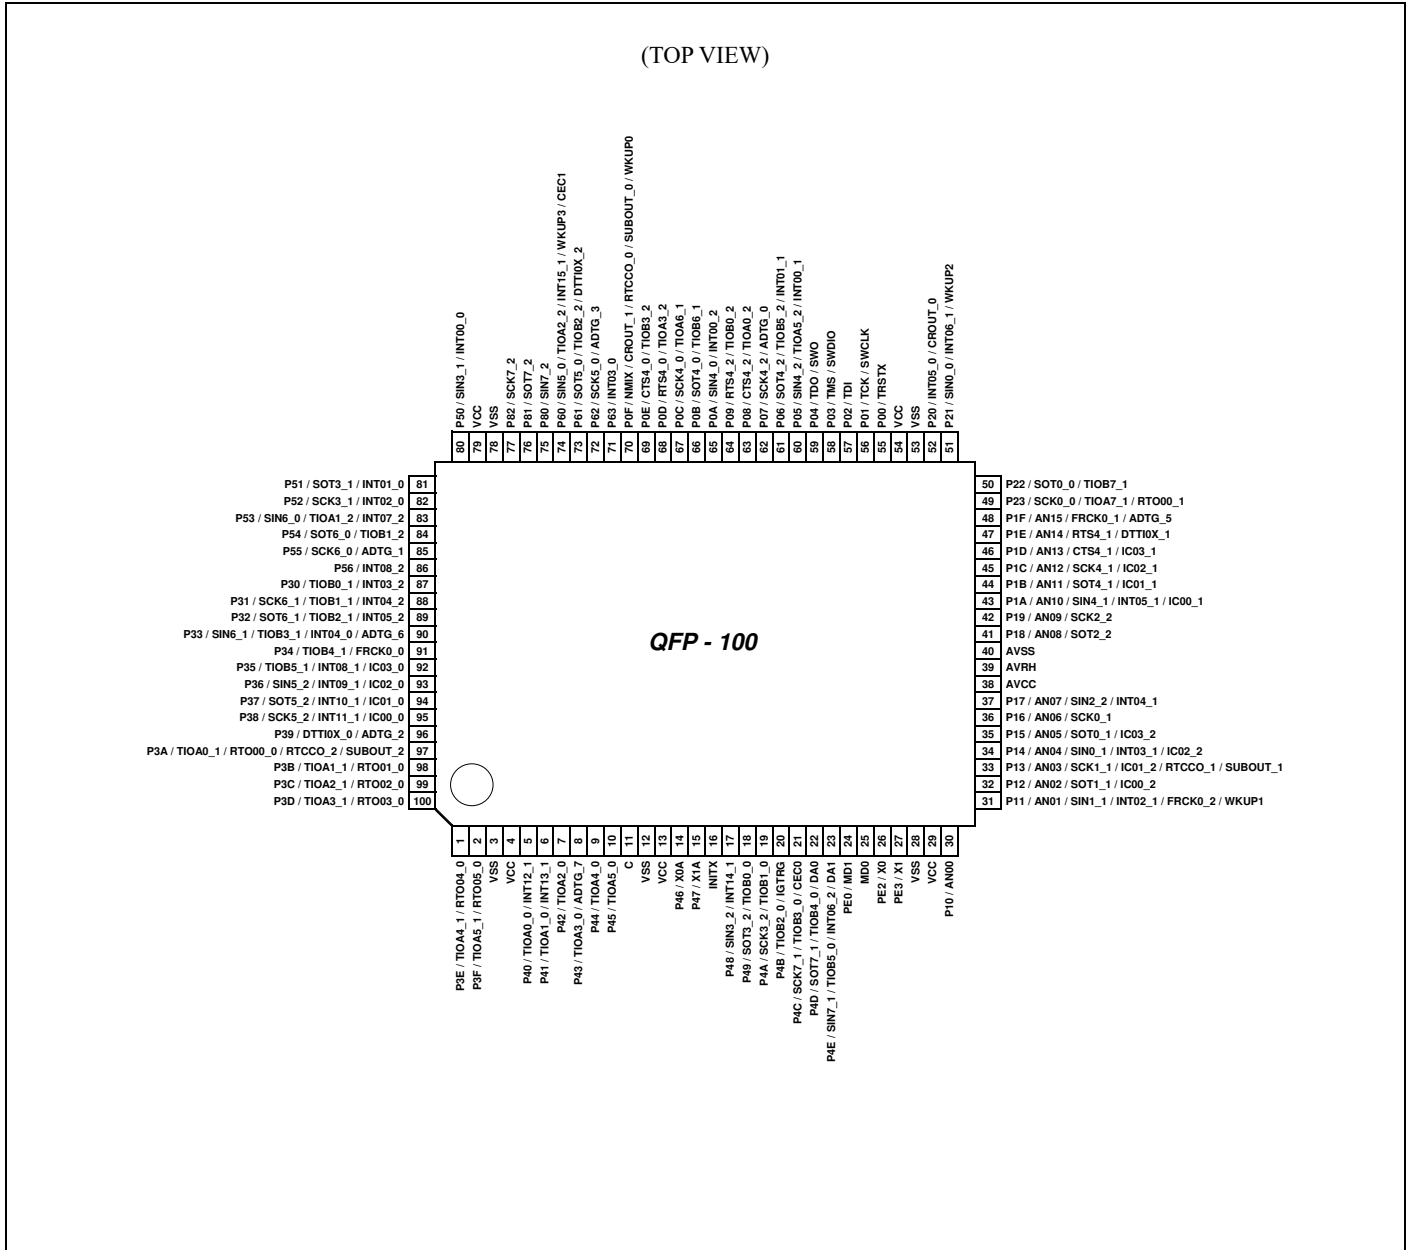 (TOP VIEW)
P50 / SIN3_1 / INT00_0
VCC
VSS
P82 / SCK7_2
P81 / SOT7_2
P80 / SIN7_2
P60 / SIN5_0 / TIOA2_2 / INT15_1 / WKUP3 / CEC1
P61 / SOT5_0 / TIOB2_2 / DTTI0X_2
P62 / SCK5_0 / ADTG_3
P63 / INT03_0
P0F / NMIX / CROUT_1 / RTCCO_0 / SUBOUT_0 / WKUP0
P0E / CTS4_0 / TIOB3_2
P0D / RTS4_0 / TIOA3_2
P0C / SCK4_0 / TIOA6_1
P0B / SOT4_0 / TIOB6_1
P0A / SIN4_0 / INT00_2
P09 / RTS4_2 / TIOB0_2
P08 / CTS4_2 / TIOA0_2
P07 / SCK4_2 / ADTG_0
P06 / SOT4_2 / TIOB5_2 / INT01_1
P05 / SIN4_2 / TIOA5_2 / INT00_1
P04 / TDO / SWO
P03 / TMS / SWDIO
P02 / TDI
P01 / TCK / SWCLK
P00 / TRSTX
VCC
VSS
P20 / INT05_0 / CROUT_0
P21 / SIN0_0 / INT06_1 / WKUP2
80
79
78
77
76
75
74
73
72
71
70
69
68
67
66
65
64
63
62
61
60
59
58
57
56
55
54
53
52
51
P51 / SOT3_1 / INT01_0 81
P52 / SCK3_1 / INT02_0 82
P53 / SIN6_0 / TIOA1_2 / INT07_2 83
P54 / SOT6_0 / TIOB1_2 84
P55 / SCK6_0 / ADTG_1 85
P56 / INT08_2 86
P30 / TIOB0_1 / INT03_2 87
P31 / SCK6_1 / TIOB1_1 / INT04_2 88
P32 / SOT6_1 / TIOB2_1 / INT05_2 89
P33 / SIN6_1 / TIOB3_1 / INT04_0 / ADTG_6 90
P34 / TIOB4_1 / FRCK0_0 91
P35 / TIOB5_1 / INT08_1 / IC03_0 92
P36 / SIN5_2 / INT09_1 / IC02_0 93
P37 / SOT5_2 / INT10_1 / IC01_0 94
P38 / SCK5_2 / INT11_1 / IC00_0 95
P39 / DTTI0X_0 / ADTG_2 96
P3A / TIOA0_1 / RTO00_0 / RTCCO_2 / SUBOUT_2 97
P3B / TIOA1_1 / RTO01_0 98
P3C / TIOA2_1 / RTO02_0 99
P3D / TIOA3_1 / RTO03_0 100
QFP - 100
50 P22 / SOT0_0 / TIOB7_1
49 P23 / SCK0_0 / TIOA7_1 / RTO00_1
48 P1F / AN15 / FRCK0_1 / ADTG_5
47 P1E / AN14 / RTS4_1 / DTTI0X_1
46 P1D / AN13 / CTS4_1 / IC03_1
45 P1C / AN12 / SCK4_1 / IC02_1
44 P1B / AN11 / SOT4_1 / IC01_1
43 P1A / AN10 / SIN4_1 / INT05_1 / IC00_1
42 P19 / AN09 / SCK2_2
41 P18 / AN08 / SOT2_2
40 AVSS
39 AVRH
38 AVCC
37 P17 / AN07 / SIN2_2 / INT04_1
36 P16 / AN06 / SCK0_1
35 P15 / AN05 / SOT0_1 / IC03_2
34 P14 / AN04 / SIN0_1 / INT03_1 / IC02_2
33 P13 / AN03 / SCK1_1 / IC01_2 / RTCCO_1 / SUBOUT_1
32 P12 / AN02 / SOT1_1 / IC00_2
31 P11 / AN01 / SIN1_1 / INT02_1 / FRCK0_2 / WKUP1
1
2
3
4
5
6
7
8
9
10
11
12
13
14
15
16
17
18
19
20
21
22
23
24
25
26
27
28
29
30
P3E / TIOA4_1 / RTO04_0
P3F / TIOA5_1 / RTO05_0
VSS
VCC
P40 / TIOA0_0 / INT12_1
P41 / TIOA1_0 / INT13_1
P42 / TIOA2_0
P43 / TIOA3_0 / ADTG_7
P44 / TIOA4_0
P45 / TIOA5_0
C
VSS
VCC
P46 / X0A
P47 / X1A
INITX
P48 / SIN3_2 / INT14_1
P49 / SOT3_2 / TIOB0_0
P4A / SCK3_2 / TIOB1_0
P4B / TIOB2_0 / IGTRG
P4C / SCK7_1 / TIOB3_0 / CEC0
P4D / SOT7_1 / TIOB4_0 / DA0
P4E / SIN7_1 / TIOB5_0 / INT06_2 / DA1
PE0 / MD1
MD0
PE2 / X0
PE3 / X1
VSS
VCC
P10 / AN00